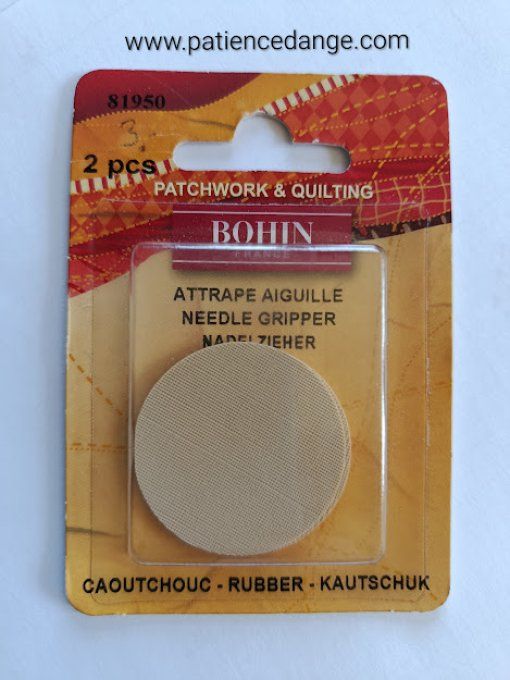 www.patiencedange.com
81950
3.-
2 pcs
PATCHWORK & QUILTING
BOHIN
FRANCE
ATTRAPE AIGUILLE
NEEDLE GRIPPER
NADELZIEHER
CAOUTCHOUC - RUBBER - KAUTSCHUK